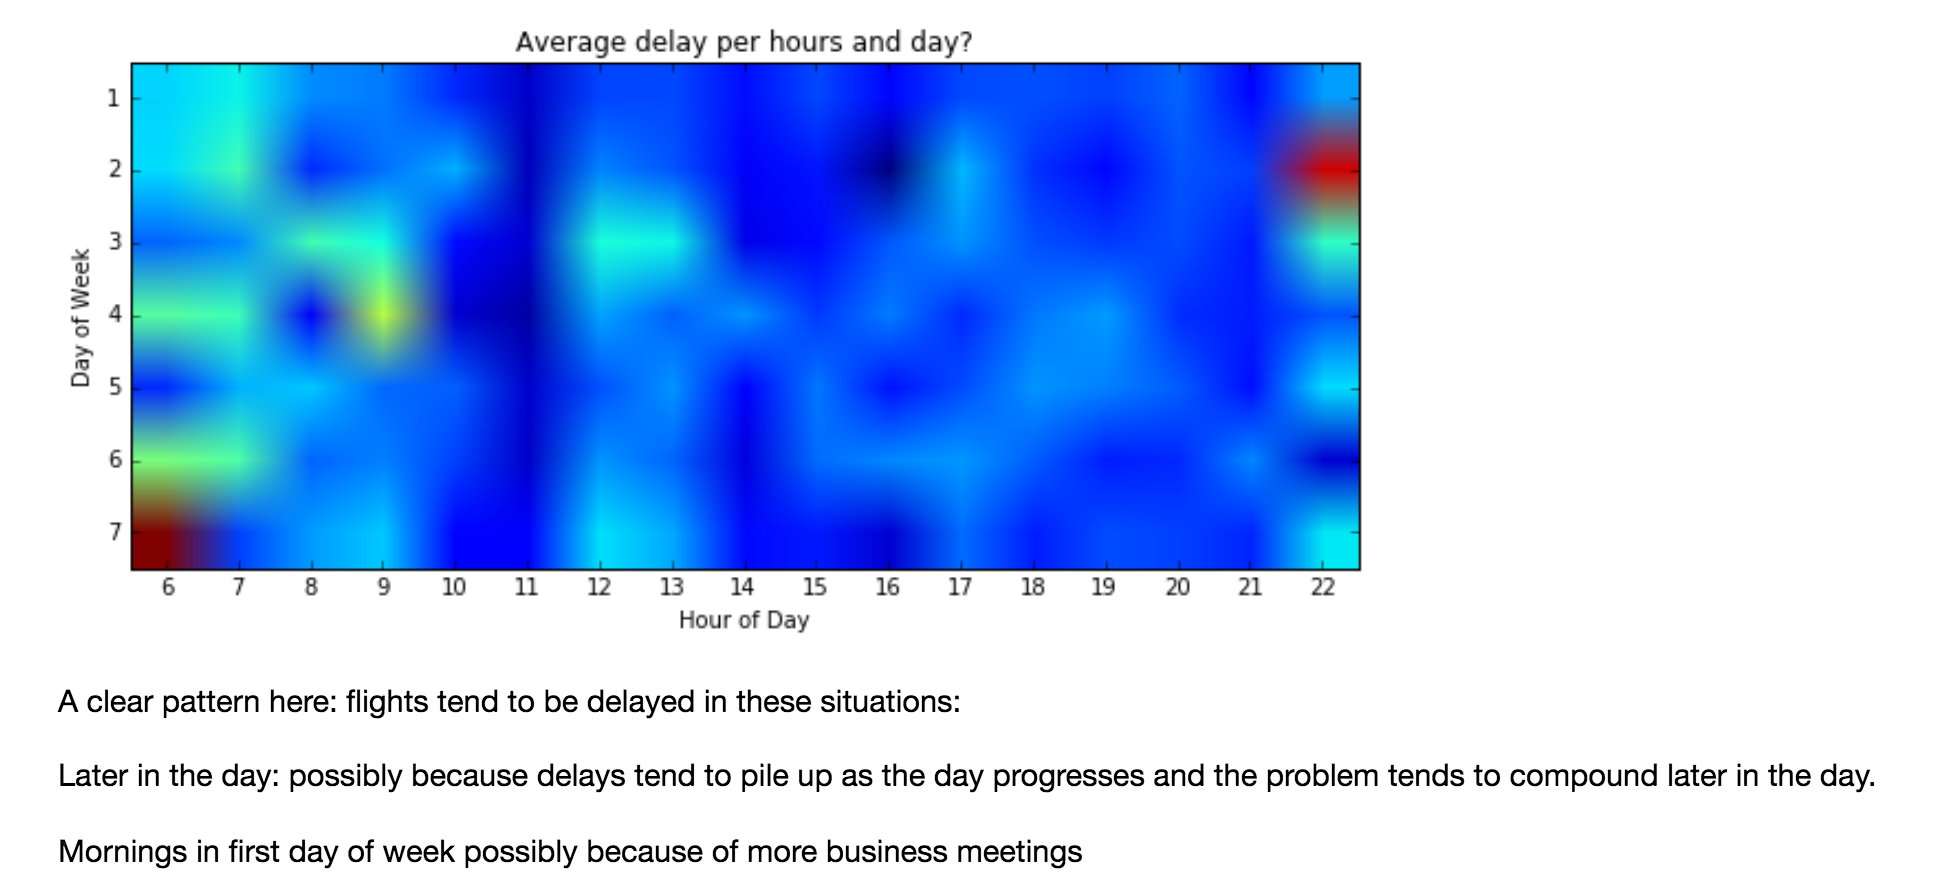 Average delay per hours and day?
Day of Week
1
2
3
4
5
6
7
6 7 8 9 10 11 12 13 14 15 16 17 18 19 20 21 22
Hour of Day
A clear pattern here: flights tend to be delayed in these situations:
Later in the day: possibly because delays tend to pile up as the day progresses and the problem tends to compound later in the day.
Mornings in first day of week possibly because of more business meetings